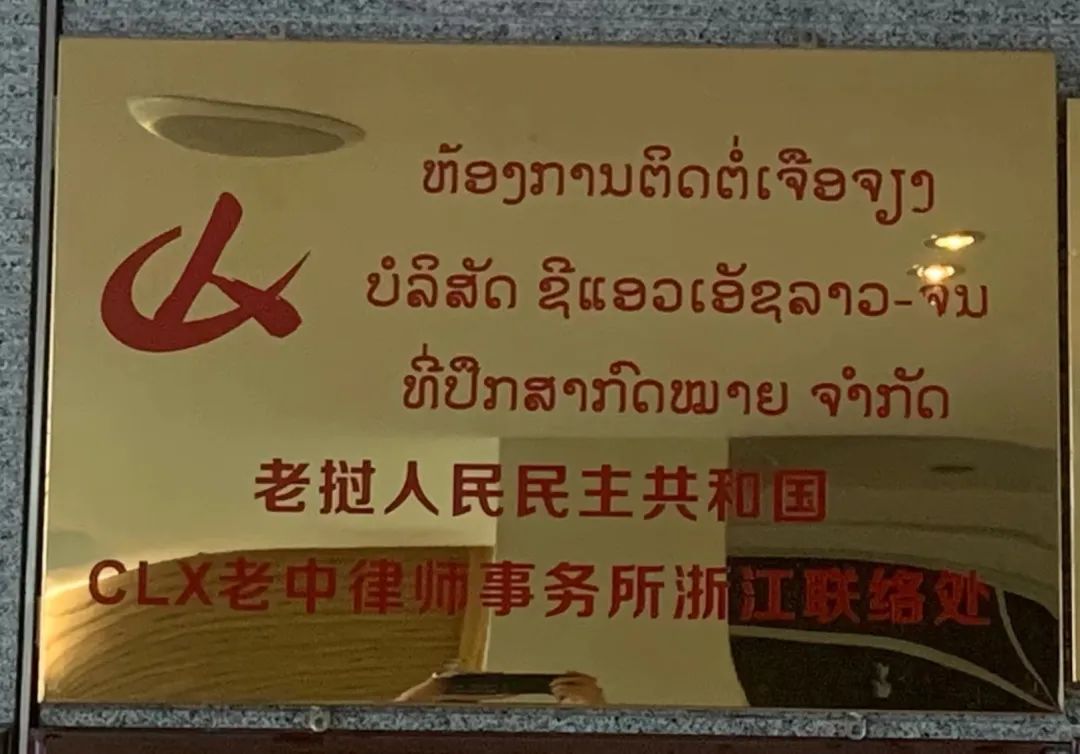 ຫ້ອງການຕິດຕໍ່ເຈືອຈຽງ
ບໍລິສັດ ຊີແອວເອັຊລາວ-ຈີນ
ທີ່ປຶກສາກົດໝາຍ ຈຳກັດ
老挝人民民主共和国
CLX老中律师事务所浙江联络处